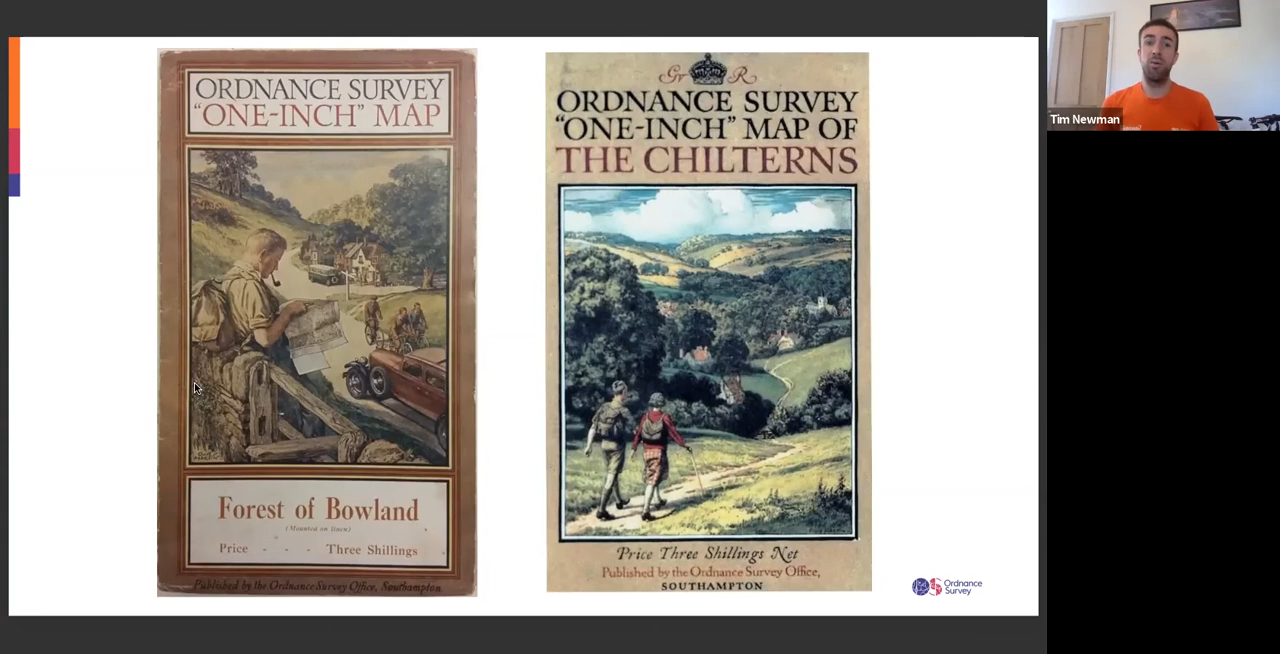 ORDNANCE SURVEY
"ONE-INCH" MAP
Forest of Bowland
(Mounted on linen)
Price - - - Three Shillings
Published by the Ordnance Survey Office, Southampton
G R
ORDNANCE SURVEY
"ONE-INCH" MAP OF
THE CHILTERNS
Price Three Shillings Net
Published by the Ordnance Survey Office,
SOUTHAMPTON
Ordnance
Survey
Tim Newman